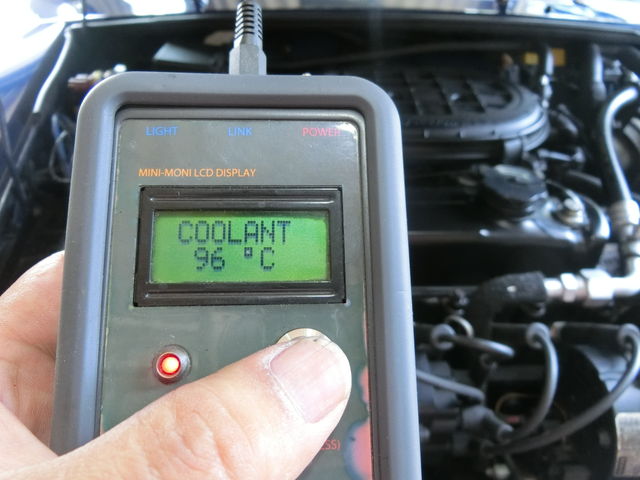 LIGHT LINK POWER
MINI-MONI LCD DISPLAY
COOLANT
96 °C